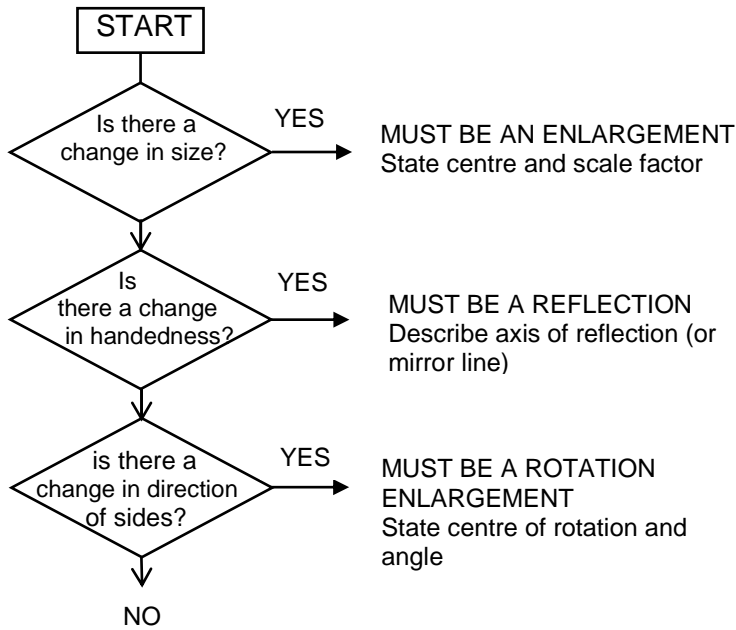 START
Is there a
change in size?
YES
MUST BE AN ENLARGEMENT
State centre and scale factor
Is
there a change
in handedness?
YES
MUST BE A REFLECTION
Describe axis of reflection (or
mirror line)
is there a
change in direction
of sides?
YES
MUST BE A ROTATION
ENLARGEMENT
State centre of rotation and
angle
NO